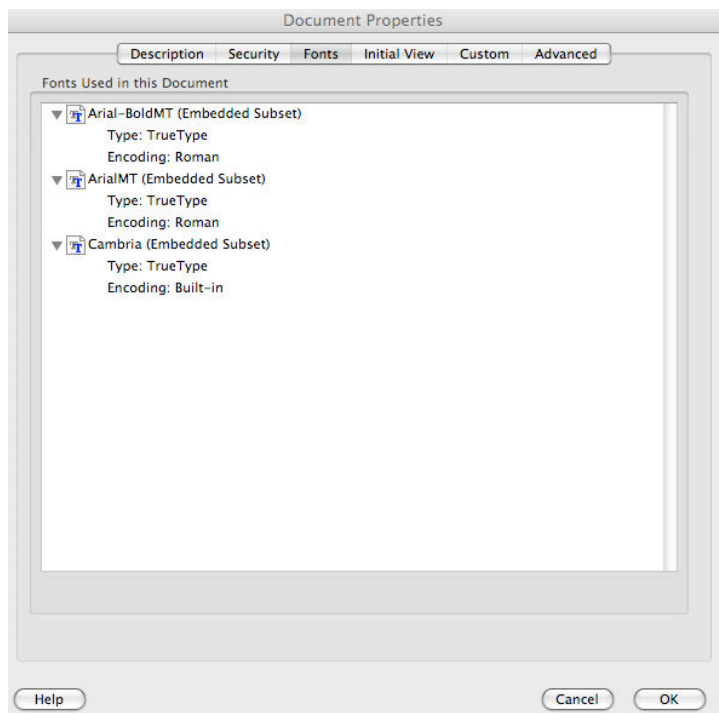 Document Properties
Description Security Fonts Initial View Custom Advanced
Fonts Used in this Document
Arial-BoldMT (Embedded Subset)
Type: TrueType
Encoding: Roman
ArialMT (Embedded Subset)
Type: TrueType
Encoding: Roman
Cambria (Embedded Subset)
Type: TrueType
Encoding: Built-in
Help Cancel OK